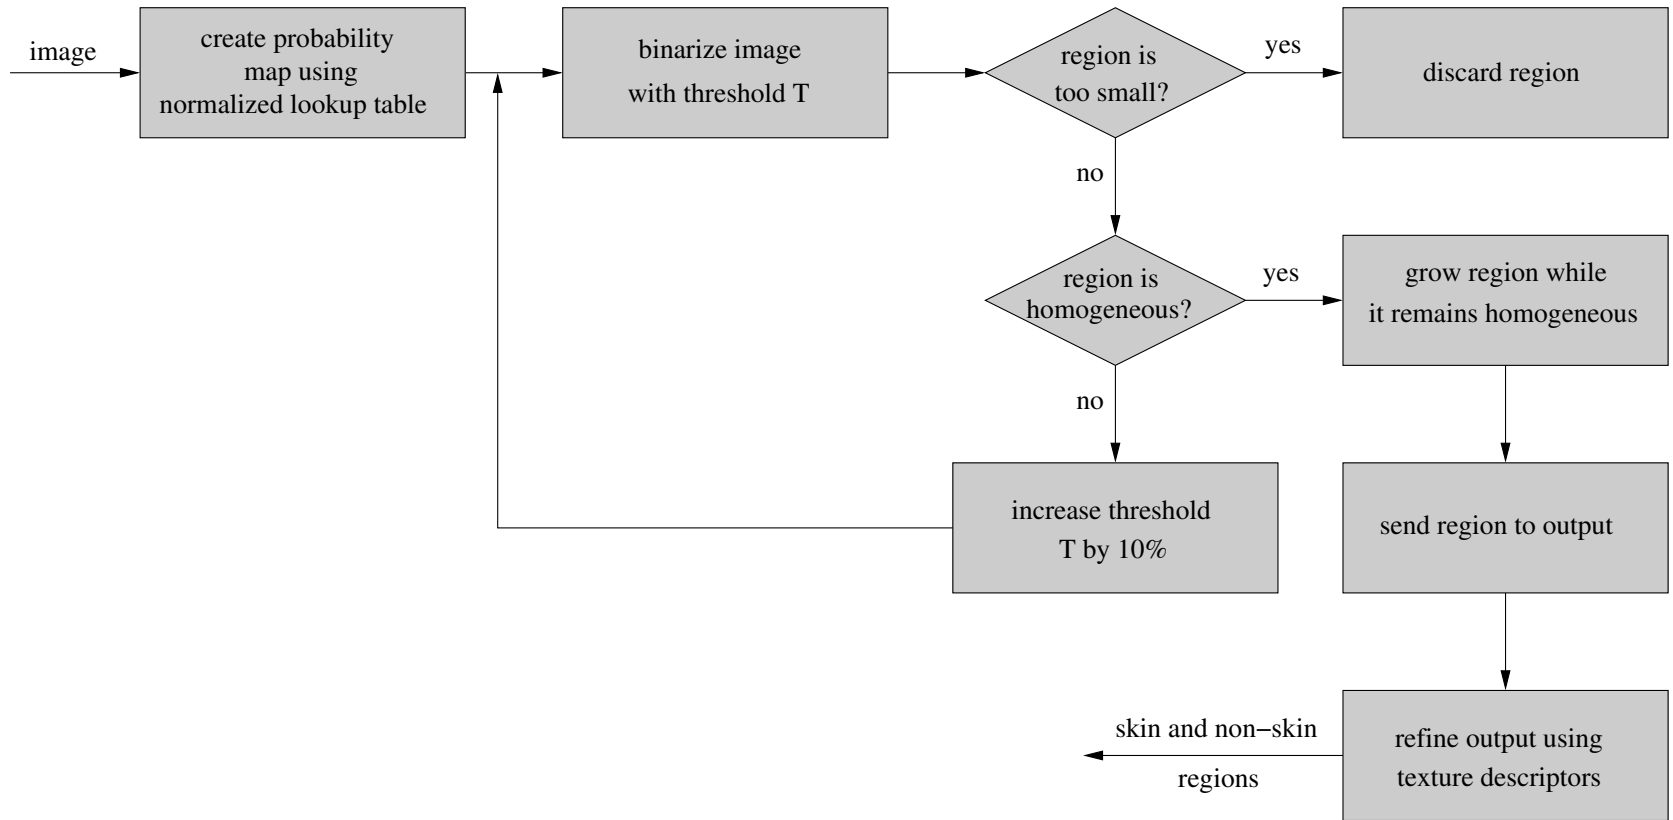 image
create probability
map using
normalized lookup table
binarize image
with threshold T
region is
too small?
yes
discard region
no
region is
homogeneous?
yes
grow region while
it remains homogeneous
no
increase threshold
T by 10%
send region to output
skin and non−skin
regions
refine output using
texture descriptors